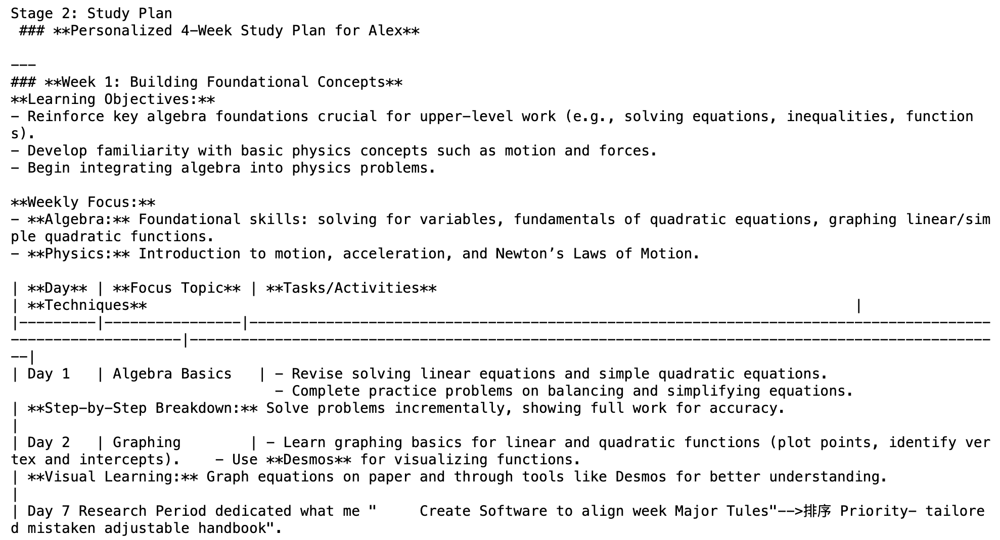 Stage 2: Study Plan
 ### **Personalized 4-Week Study Plan for Alex**

---
### **Week 1: Building Foundational Concepts**
**Learning Objectives:**
- Reinforce key algebra foundations crucial for upper-level work (e.g., solving equations, inequalities, function
s).
- Develop familiarity with basic physics concepts such as motion and forces.
- Begin integrating algebra into physics problems.

**Weekly Focus:**
- **Algebra:** Foundational skills: solving for variables, fundamentals of quadratic equations, graphing linear/sim
ple quadratic functions.
- **Physics:** Introduction to motion, acceleration, and Newton’s Laws of Motion.

| **Day** | **Focus Topic** | **Tasks/Activities**
| **Techniques**                                                                                   |
|---------|----------------|---------------------------------------------------------------------------------------
--------------------|----------------------------------------------------------------------------------------------
--|
| Day 1   | Algebra Basics   | - Revise solving linear equations and simple quadratic equations.
                               - Complete practice problems on balancing and simplifying equations.
| **Step-by-Step Breakdown:** Solve problems incrementally, showing full work for accuracy.
|
| Day 2   | Graphing        | - Learn graphing basics for linear and quadratic functions (plot points, identify ver
tex and intercepts).    - Use **Desmos** for visualizing functions.
| **Visual Learning:** Graph equations on paper and through tools like Desmos for better understanding.
|
| Day 7 Research Period dedicated what me "     Create Software to align week Major Tules"-->排序 Priority- tailore
d mistaken adjustable handbook".